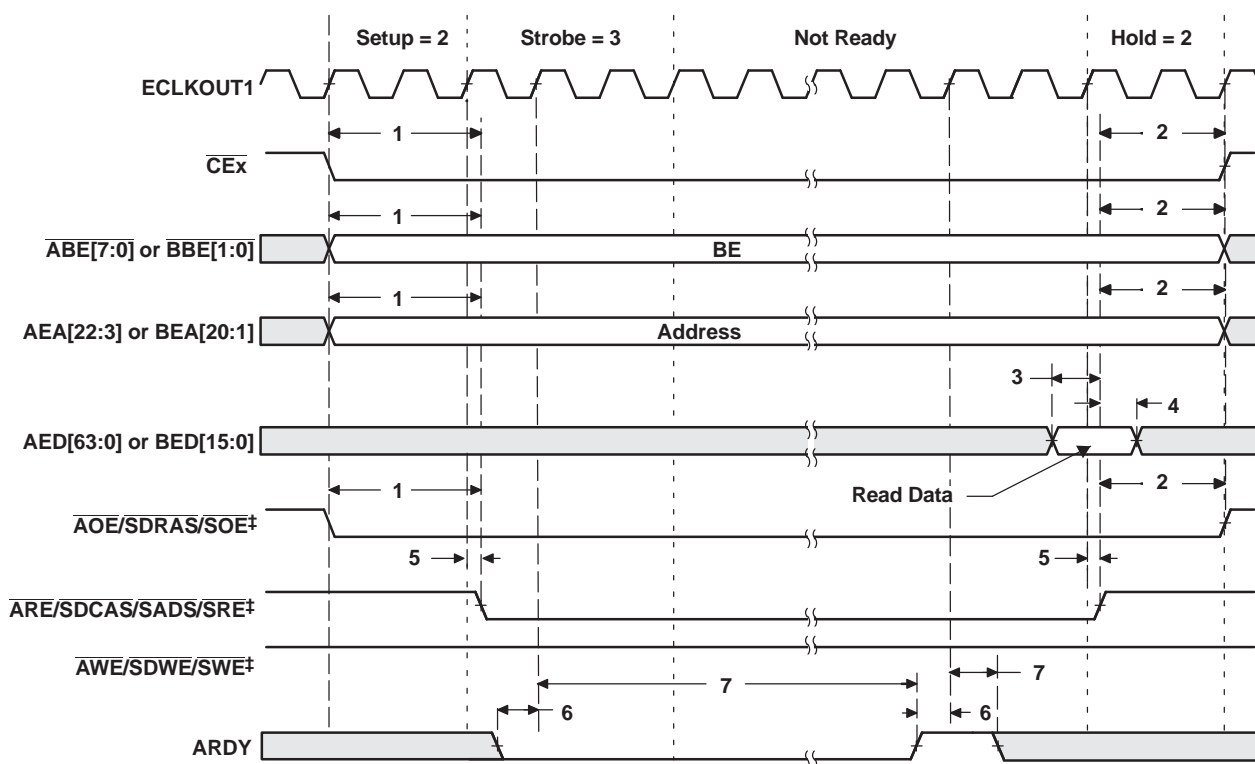 Setup = 2 Strobe = 3 Not Ready Hold = 2
ECLKOUT1
1 2
CEx
1 2
ABE[7:0] or BBE[1:0] BE
1 2
AEA[22:3] or BEA[20:1] Address
3
4
AED[63:0] or BED[15:0]
1 Read Data 2
AOE/SDRAS/SOE‡
5 5
ARE/SDCAS/SADS/SRE‡
AWE/SDWE/SWE‡
7 7
6 6
ARDY